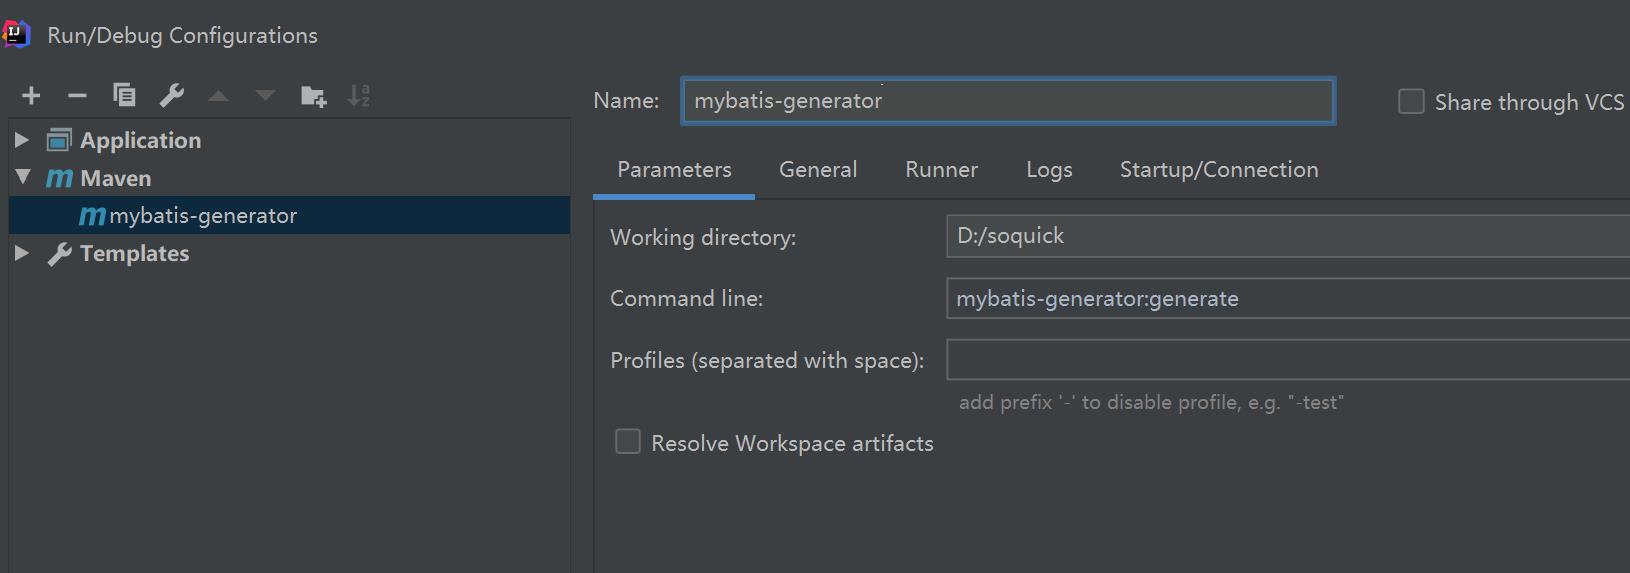 Run/Debug Configurations
Name: mybatis-generator
Share through VCS
Application
Maven
mybatis-generator
Templates
Parameters General Runner Logs Startup/Connection
Working directory: D:/soquick
Command line: mybatis-generator:generate
Profiles (separated with space):
add prefix '-' to disable profile, e.g. "-test"
Resolve Workspace artifacts